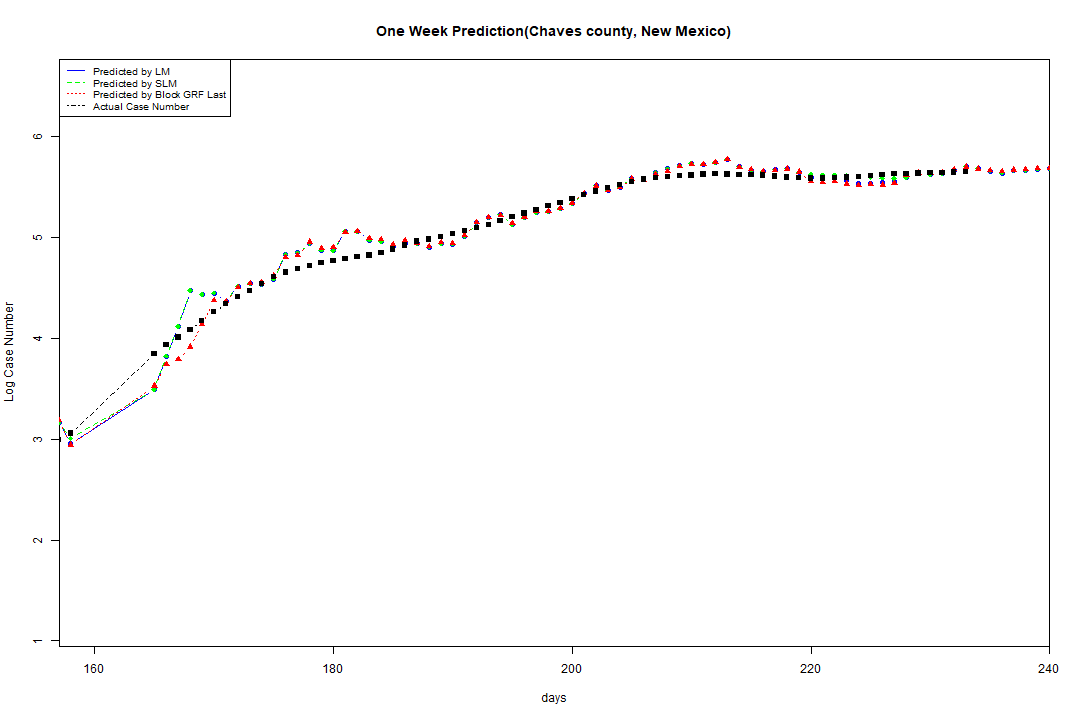 One Week Prediction(Chaves county, New Mexico)
Predicted by LM
Predicted by SLM
Predicted by Block GRF Last
Actual Case Number
6
5
4
3
2
1
Log Case Number
160 180 200 220 240
days